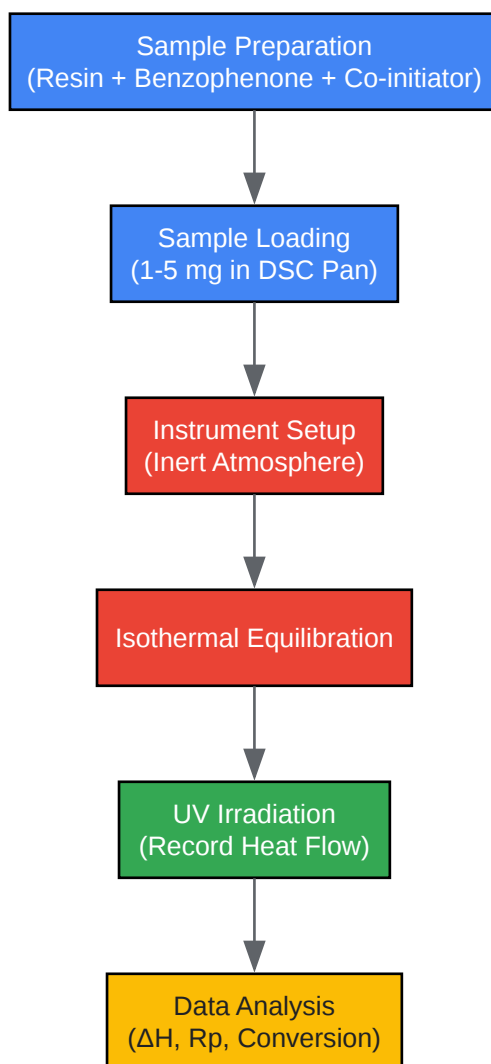 Sample Preparation
(Resin + Benzophenone + Co-initiator)
Sample Loading
(1-5 mg in DSC Pan)
Instrument Setup
(Inert Atmosphere)
Isothermal Equilibration
UV Irradiation
(Record Heat Flow)
Data Analysis
(ΔH, Rp, Conversion)